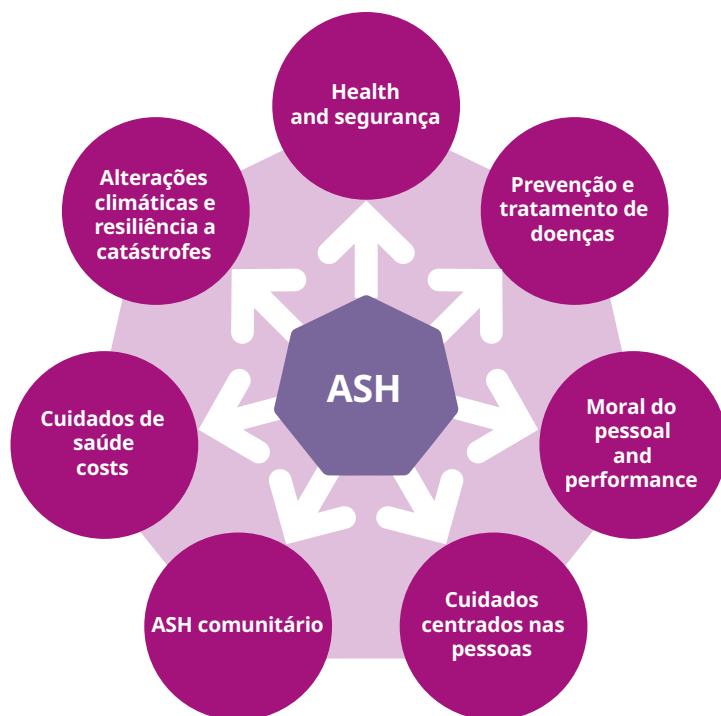 Health
and segurança
Prevenção e
tratamento de
doenças
Moral do
pessoal
and
performance
Cuidados
centrados nas
pessoas
ASH comunitário
Cuidados de
saúde
costs
Alterações
climáticas e
resiliência a
catástrofes
ASH